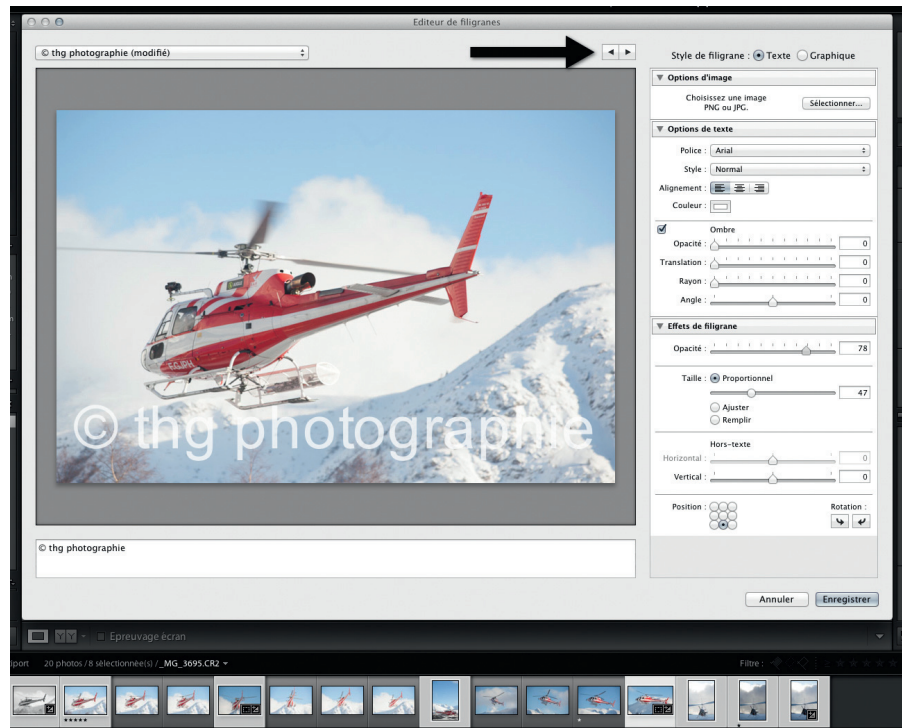 Editeur de filigranes
© thg photographie (modifié)
Style de filigrane : Texte Graphique
Options d'image
Choisissez une image
PNG ou JPG.
Sélectionner...
Options de texte
Police : Arial
Style : Normal
Alignement :
Couleur :
Ombre
Opacité : 0
Translation : 0
Rayon : 0
Angle : 0
Effets de filigrane
Opacité : 78
Taille : Proportionnel
47
Ajuster
Remplir
Hors-texte
Horizontal : 0
Vertical : 0
Position : Rotation :
© thg photographie
© thg photographie
Annuler Enregistrer
YY Epreuvage écran
port 20 photos / 8 sélectionnée(s) / _MG_3695.CR2 Filtre :